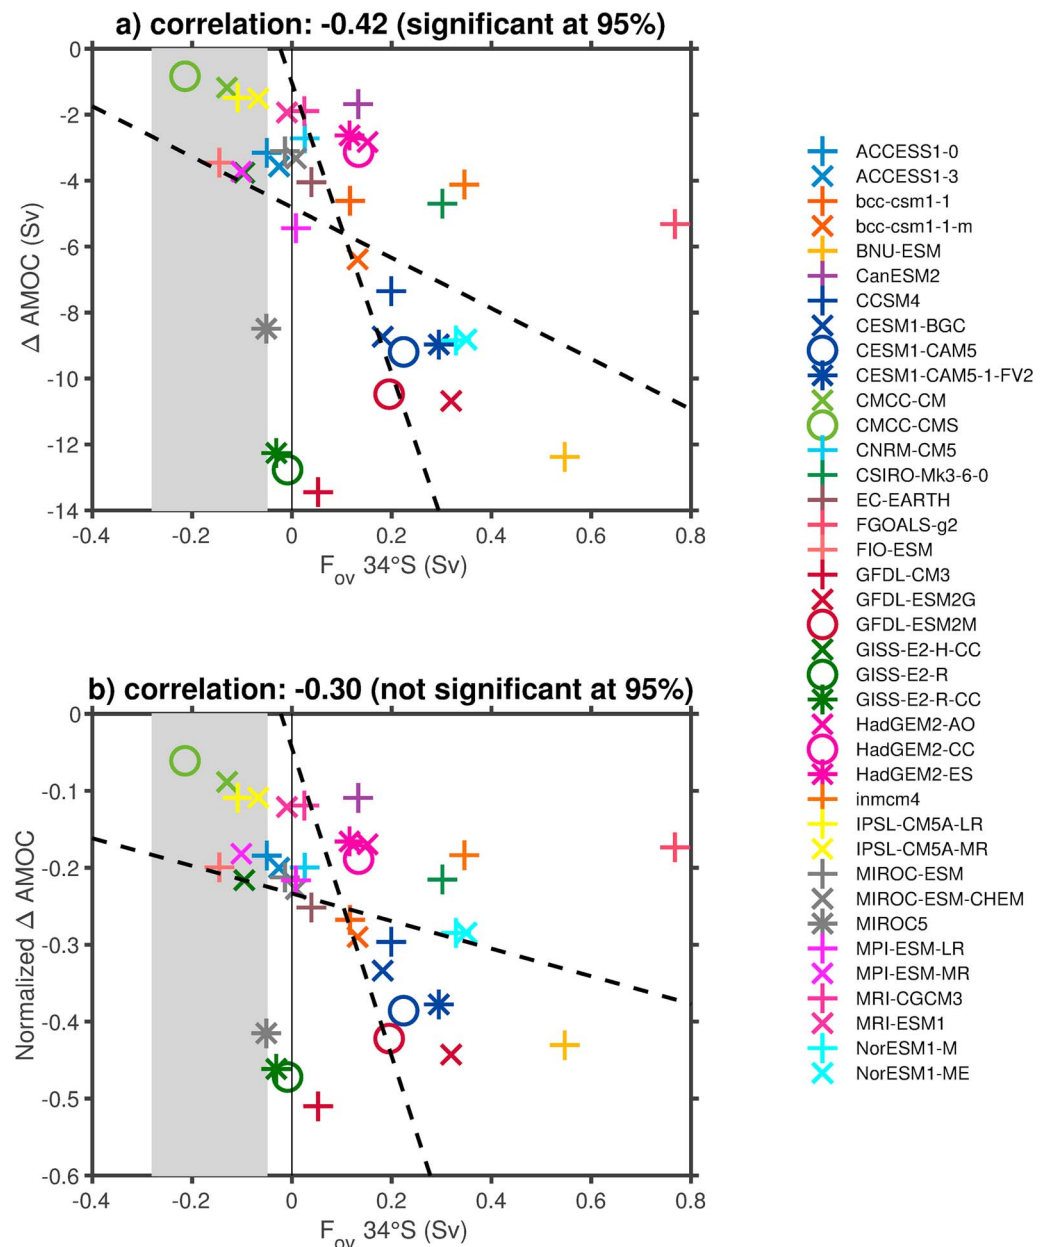 a) correlation: -0.42 (significant at 95%)
0
-2
-4
-6
-8
-10
-12
-14
Δ AMOC (Sv)
-0.4 -0.2 0 0.2 0.4 0.6 0.8
Fov 34°S (Sv)
b) correlation: -0.30 (not significant at 95%)
0
-0.1
-0.2
-0.3
-0.4
-0.5
-0.6
Normalized Δ AMOC
-0.4 -0.2 0 0.2 0.4 0.6 0.8
Fov 34°S (Sv)
ACCESS1-0
ACCESS1-3
bcc-csm1-1
bcc-csm1-1-m
BNU-ESM
CanESM2
CCSM4
CESM1-BGC
CESM1-CAM5
CESM1-CAM5-1-FV2
CMCC-CM
CMCC-CMS
CNRM-CM5
CSIRO-Mk3-6-0
EC-EARTH
FGOALS-g2
FIO-ESM
GFDL-CM3
GFDL-ESM2G
GFDL-ESM2M
GISS-E2-H-CC
GISS-E2-R
GISS-E2-R-CC
HadGEM2-AO
HadGEM2-CC
HadGEM2-ES
inmcm4
IPSL-CM5A-LR
IPSL-CM5A-MR
MIROC-ESM
MIROC-ESM-CHEM
MIROC5
MPI-ESM-LR
MPI-ESM-MR
MRI-CGCM3
MRI-ESM1
NorESM1-M
NorESM1-ME